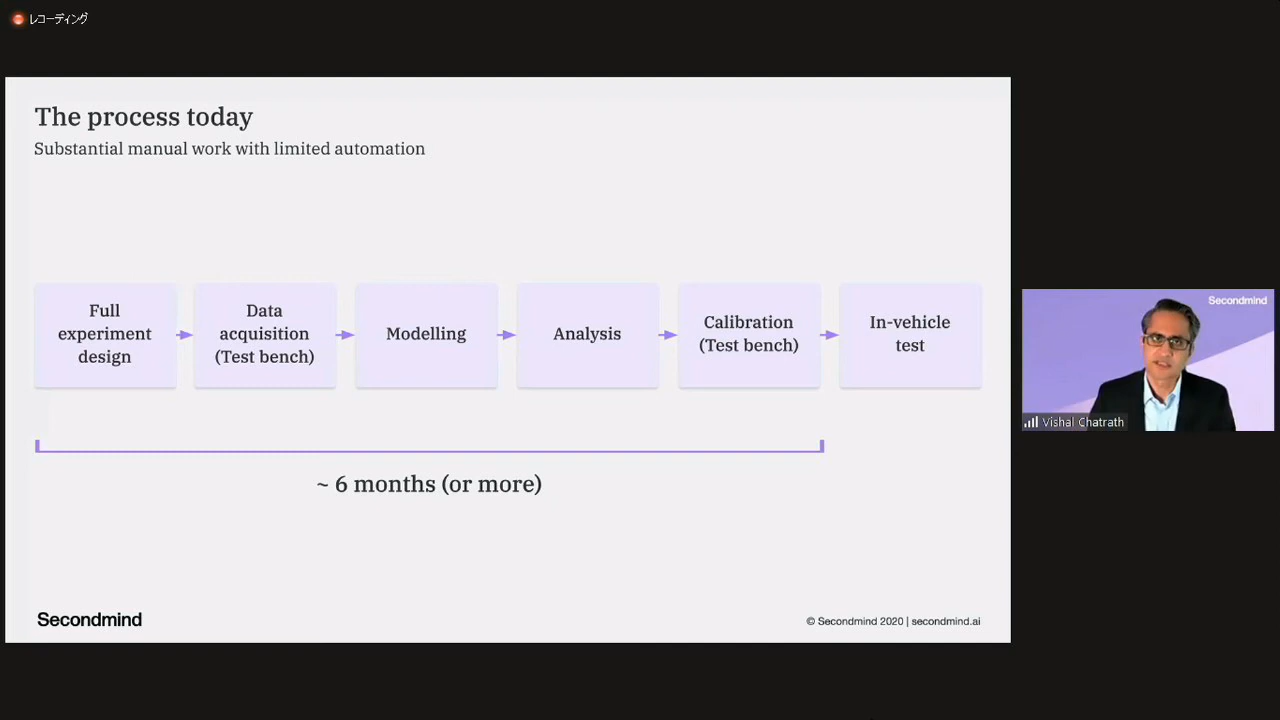 レコーディング
The process today
Substantial manual work with limited automation
Full
experiment
design
Data
acquisition
(Test bench)
Modelling
Analysis
Calibration
(Test bench)
In-vehicle
test
~ 6 months (or more)
Secondmind
© Secondmind 2020 | secondmind.ai
Secondmind
Vishal Chatrath